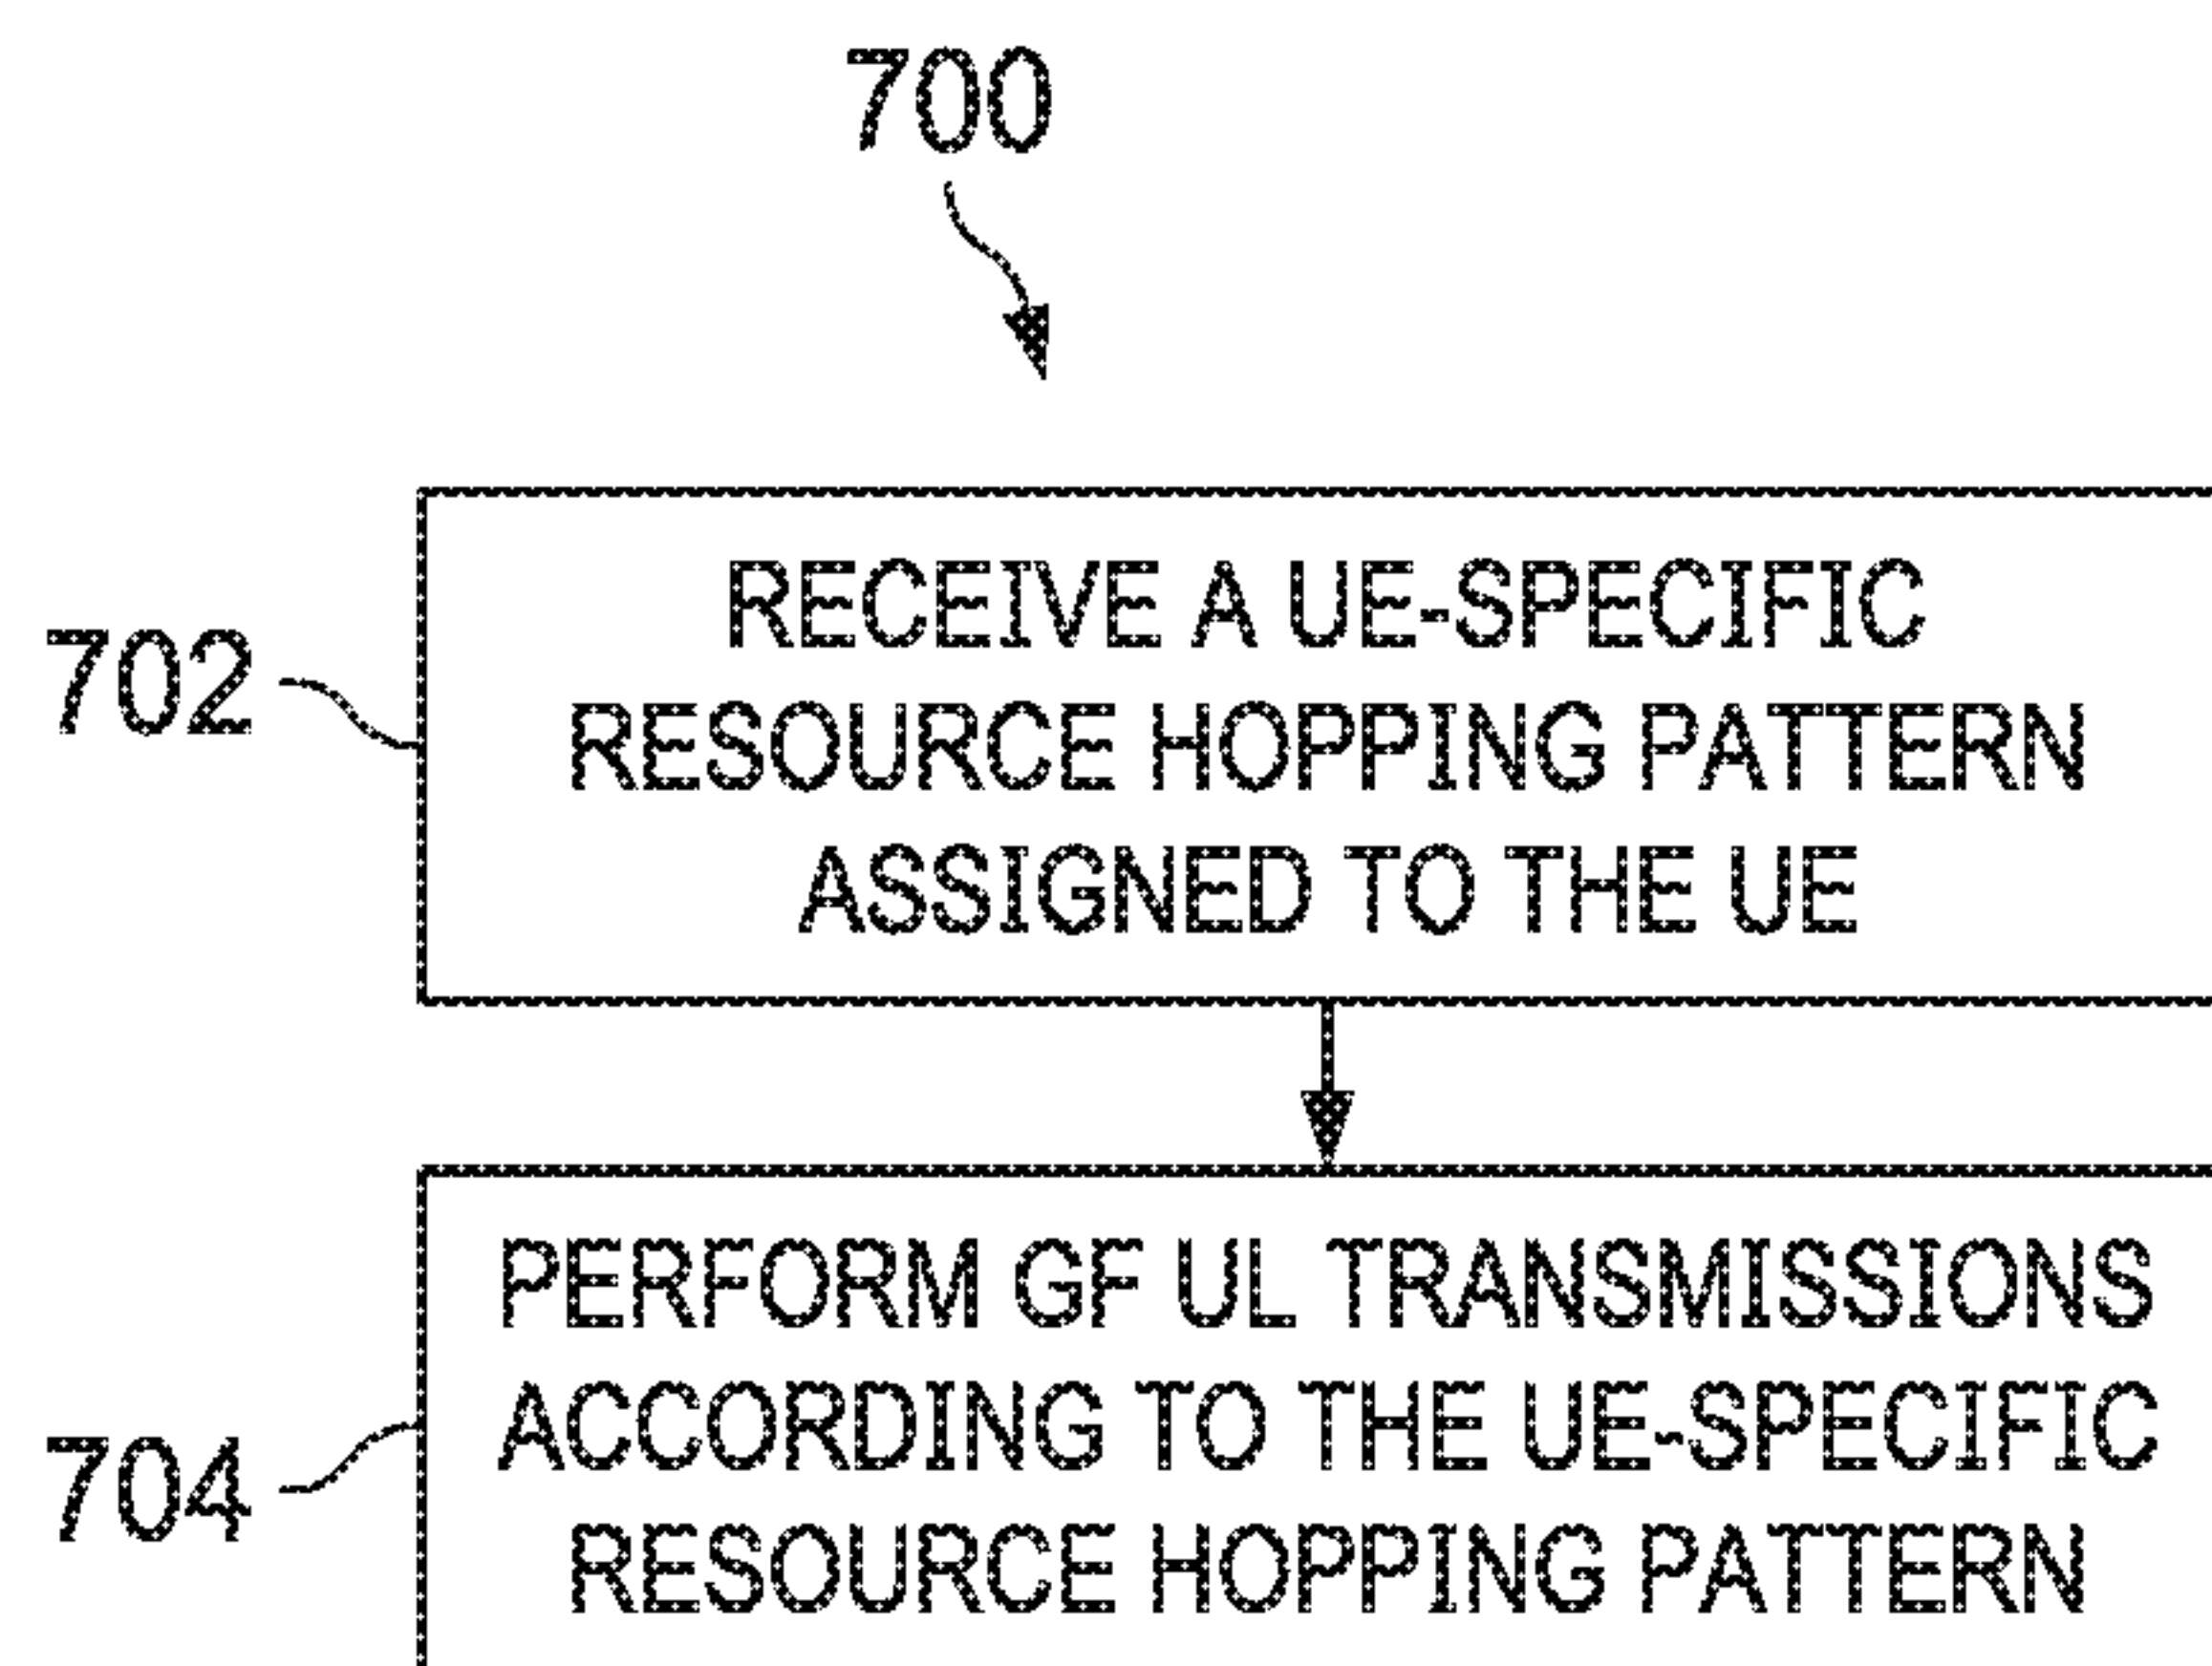 700
702
RECEIVE A UE-SPECIFIC
RESOURCE HOPPING PATTERN
ASSIGNED TO THE UE
704
PERFORM GF UL TRANSMISSIONS
ACCORDING TO THE UE-SPECIFIC
RESOURCE HOPPING PATTERN